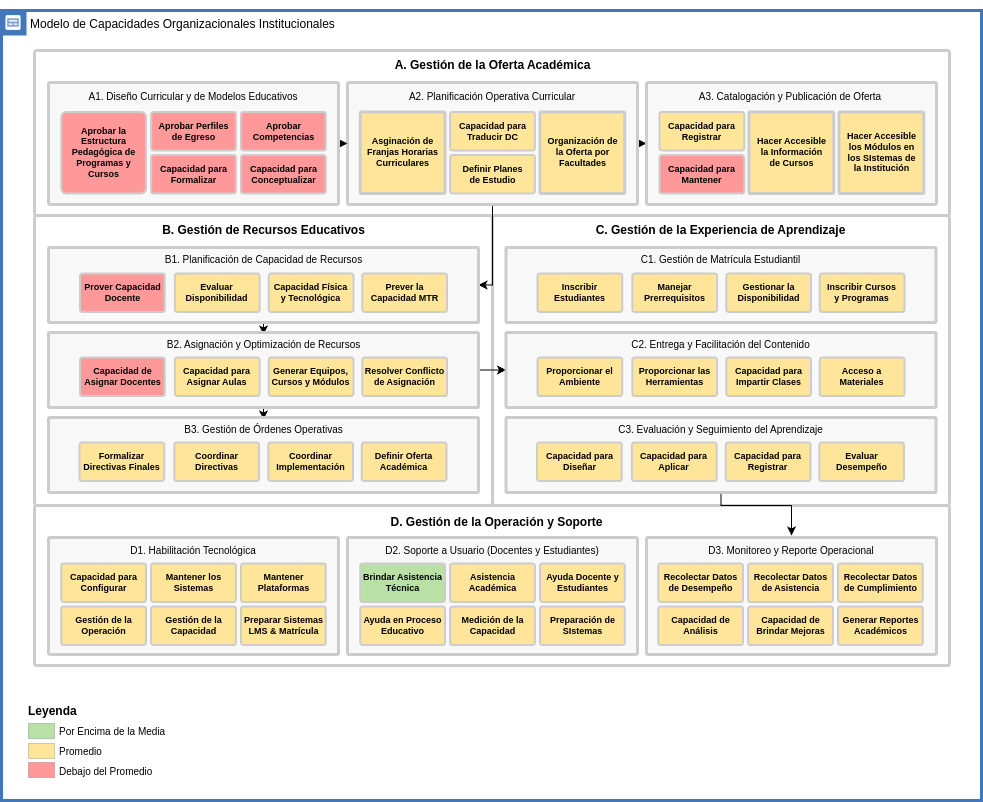 Modelo de Capacidades Organizacionales Institucionales
A. Gestión de la Oferta Académica
A1. Diseño Curricular y de Modelos Educativos
Aprobar la
Estructura
Pedagógica de
Programas y
Cursos
Aprobar Perfiles
de Egreso
Aprobar
Competencias
Capacidad para
Formalizar
Capacidad para
Conceptualizar
A2. Planificación Operativa Curricular
Asginación de
Franjas Horarias
Curriculares
Capacidad para
Traducir DC
Definir Planes
de Estudio
Organización de
la Oferta por
Facultades
A3. Catalogación y Publicación de Oferta
Capacidad para
Registrar
Capacidad para
Mantener
Hacer Accesible
la Información
de Cursos
Hacer Accesible
los Módulos en
los SIstemas de
la Institución
B. Gestión de Recursos Educativos
B1. Planificación de Capacidad de Recursos
Prover Capacidad
Docente
Evaluar
Disponibilidad
Capacidad Física
y Tecnológica
Prever la
Capacidad MTR
B2. Asignación y Optimización de Recursos
Capacidad de
Asignar Docentes
Capacidad para
Asignar Aulas
Generar Equipos,
Cursos y Módulos
Resolver Conflicto
de Asignación
B3. Gestión de Órdenes Operativas
Formalizar
Directivas Finales
Coordinar
Directivas
Coordinar
Implementación
Definir Oferta
Académica
C. Gestión de la Experiencia de Aprendizaje
C1. Gestión de Matrícula Estudiantil
Inscribir
Estudiantes
Manejar
Prerrequisitos
Gestionar la
Disponibilidad
Inscribir Cursos
y Programas
C2. Entrega y Facilitación del Contenido
Proporcionar el
Ambiente
Proporcionar las
Herramientas
Capacidad para
Impartir Clases
Acceso a
Materiales
C3. Evaluación y Seguimiento del Aprendizaje
Capacidad para
Diseñar
Capacidad para
Aplicar
Capacidad para
Registrar
Evaluar
Desempeño
D. Gestión de la Operación y Soporte
D1. Habilitación Tecnológica
Capacidad para
Configurar
Mantener los
Sistemas
Mantener
Plataformas
Gestión de la
Operación
Gestión de la
Capacidad
Preparar Sistemas
LMS & Matrícula
D2. Soporte a Usuario (Docentes y Estudiantes)
Brindar Asistencia
Técnica
Asistencia
Académica
Ayuda Docente y
Estudiantes
Ayuda en Proceso
Educativo
Medición de la
Capacidad
Preparación de
SIstemas
D3. Monitoreo y Reporte Operacional
Recolectar Datos
de Desempeño
Recolectar Datos
de Asistencia
Recolectar Datos
de Cumplimiento
Capacidad de
Análisis
Capacidad de
Brindar Mejoras
Generar Reportes
Académicos
Leyenda
Por Encima de la Media
Promedio
Debajo del Promedio